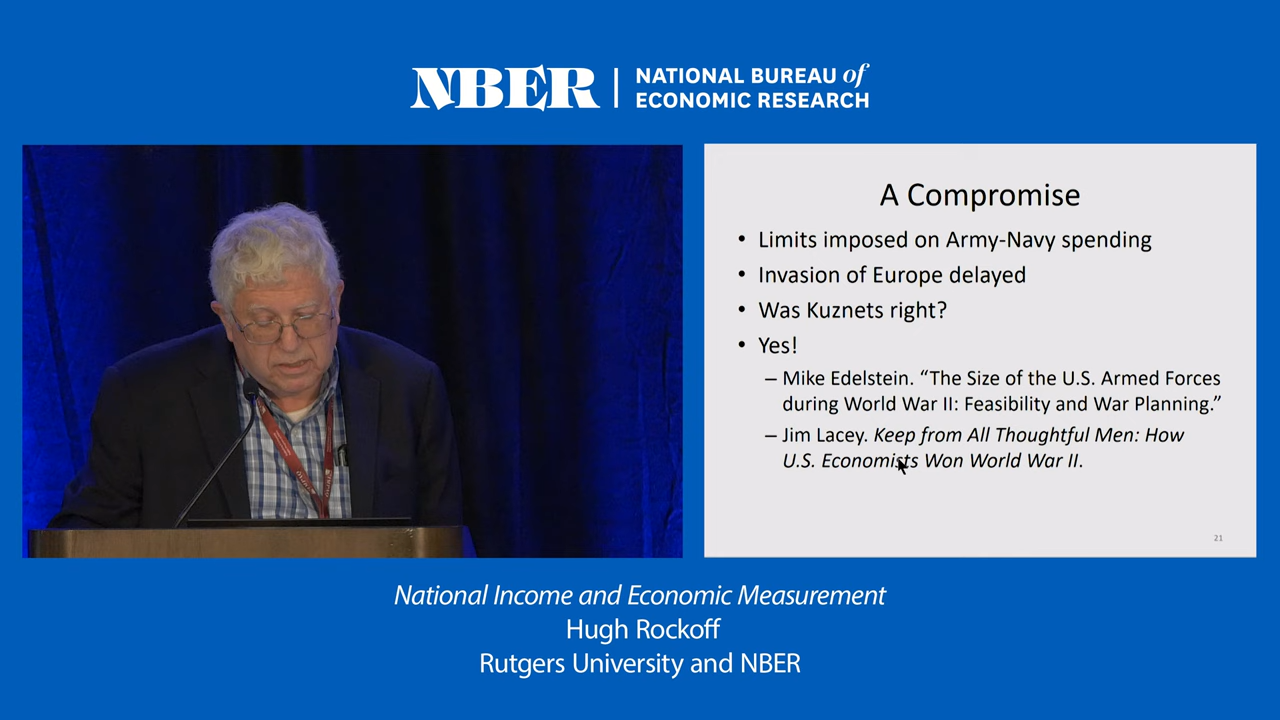 NBER | NATIONAL BUREAU of
ECONOMIC RESEARCH
A Compromise
• Limits imposed on Army-Navy spending
• Invasion of Europe delayed
• Was Kuznets right?
• Yes!
– Mike Edelstein. “The Size of the U.S. Armed Forces
during World War II: Feasibility and War Planning.”
– Jim Lacey. Keep from All Thoughtful Men: How
U.S. Economists Won World War II.
21
National Income and Economic Measurement
Hugh Rockoff
Rutgers University and NBER